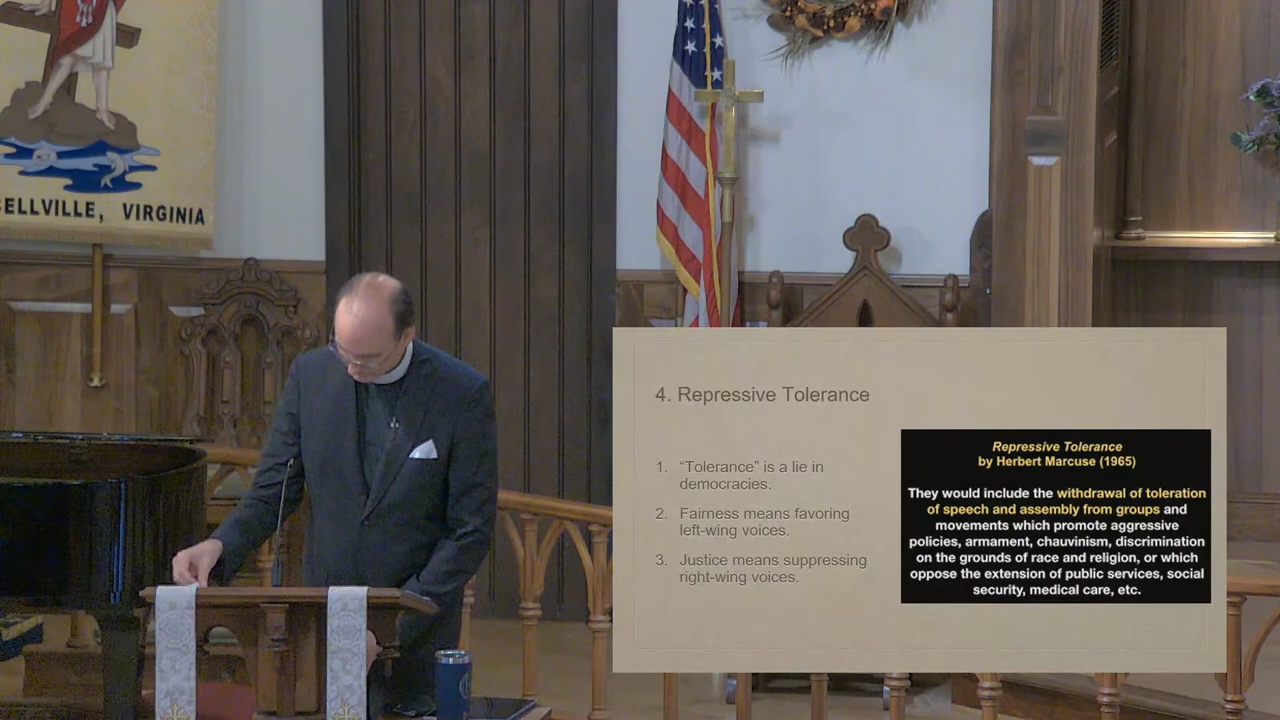 VIRGINIA
4. Repressive Tolerance
1. “Tolerance” is a lie in
democracies.
2. Fairness means favoring
left-wing voices.
3. Justice means suppressing
right-wing voices.
Repressive Tolerance
by Herbert Marcuse (1965)
They would include the withdrawal of toleration
of speech and assembly from groups and
movements which promote aggressive
policies, armament, chauvinism, discrimination
on the grounds of race and religion, or which
oppose the extension of public services, social
security, medical care, etc.